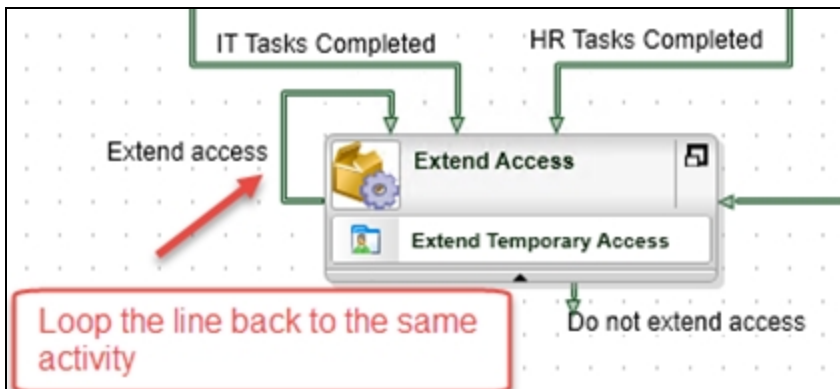 IT Tasks Completed
HR Tasks Completed
Extend access
Extend Access
Extend Temporary Access
Do not extend access
Loop the line back to the same
activity